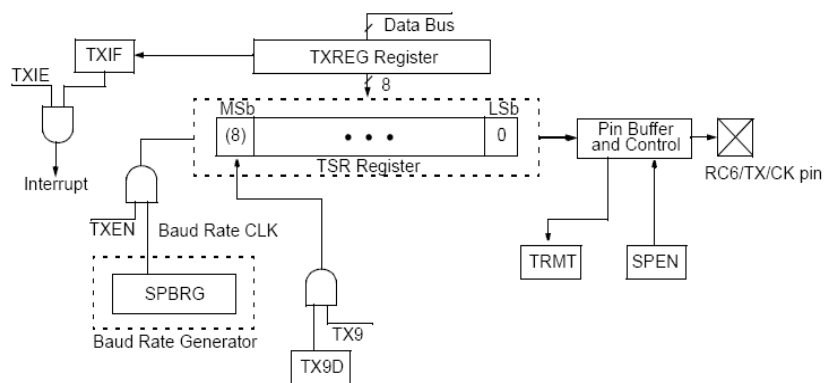 Data Bus
TXIF
TXREG Register
TXIE
8
MSb
LSb
(8)
• • •
0
Pin Buffer
and Control
TSR Register
Interrupt
RC6/TX/CK pin
TXEN
Baud Rate CLK
TRMT
SPEN
SPBRG
Baud Rate Generator
TX9
TX9D